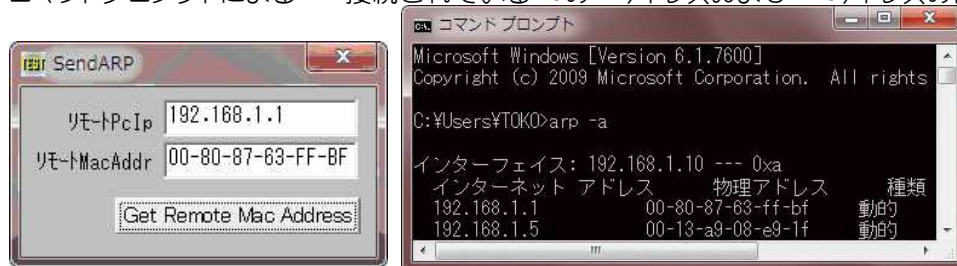 SendARP
リモートPcIp 192.168.1.1
リモートMacAddr 00-80-87-63-FF-BF
Get Remote Mac Address
コマンド プロンプト
Microsoft Windows [Version 6.1.7600]
Copyright (c) 2009 Microsoft Corporation. All rights
C:¥Users¥TOKO>arp -a
インターフェイス: 192.168.1.10 --- 0xa
インターネット アドレス 物理アドレス 種類
192.168.1.1 00-80-87-63-ff-bf 動的
192.168.1.5 00-13-a9-08-e9-1f 動的